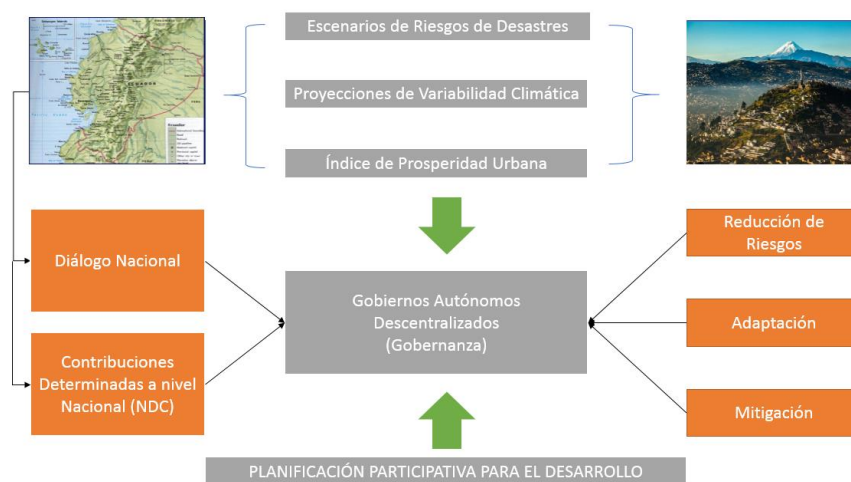 Escenarios de Riesgos de Desastres
Proyecciones de Variabilidad Climática
Índice de Prosperidad Urbana
Diálogo Nacional
Contribuciones
Determinadas a nivel
Nacional (NDC)
Gobiernos Autónomos
Descentralizados
(Gobernanza)
Reducción de
Riesgos
Adaptación
Mitigación
PLANIFICACIÓN PARTICIPATIVA PARA EL DESARROLLO